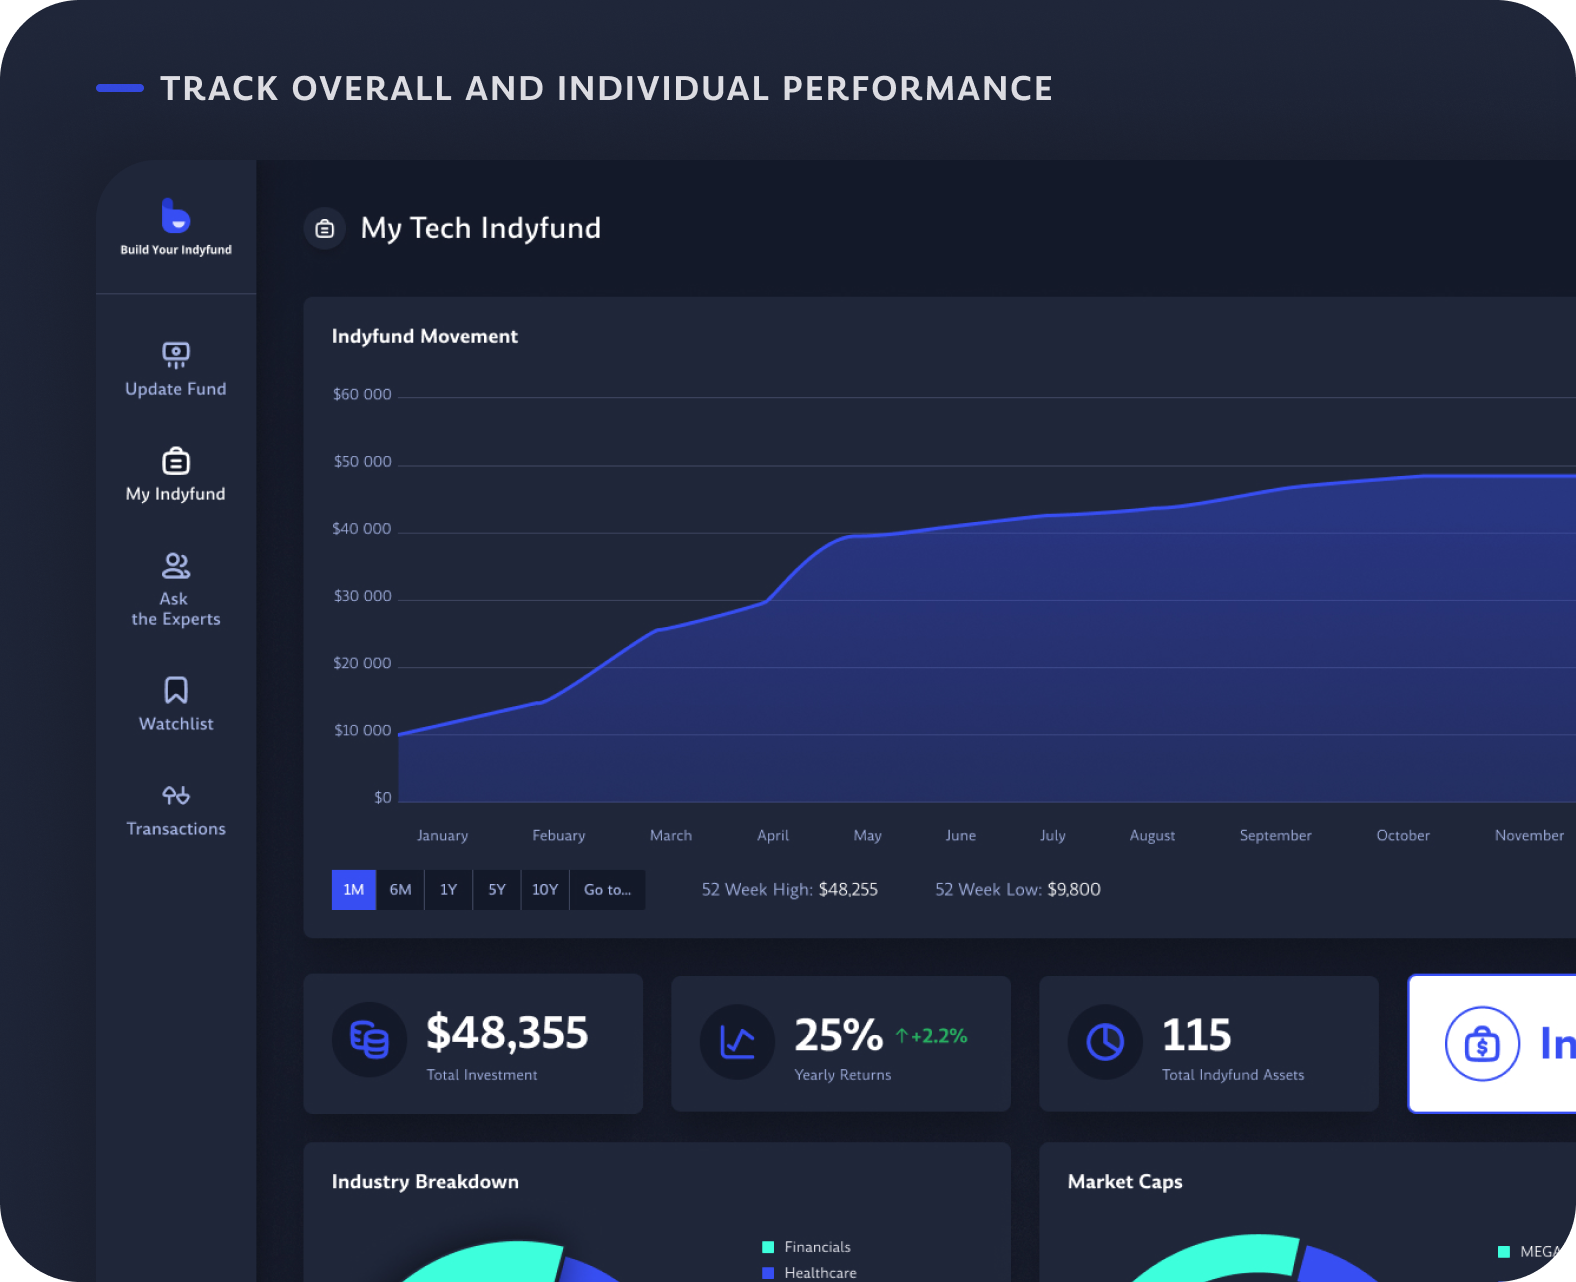 TRACK OVERALL AND INDIVIDUAL PERFORMANCE
Build Your Indyfund
Update Fund
My Indyfund
Ask
the Experts
Watchlist
Transactions
My Tech Indyfund
Indyfund Movement
$60 000
$50 000
$40 000
$30 000
$20 000
$10 000
$0
January Febuary March April May June July August September October November
1M 6M 1Y 5Y 10Y Go to... 52 Week High: $48,255 52 Week Low: $9,800
$48,355
Total Investment
25% ↑+2.2%
Yearly Returns
115
Total Indyfund Assets
In
Industry Breakdown
Financials
Healthcare
Market Caps
MEGA